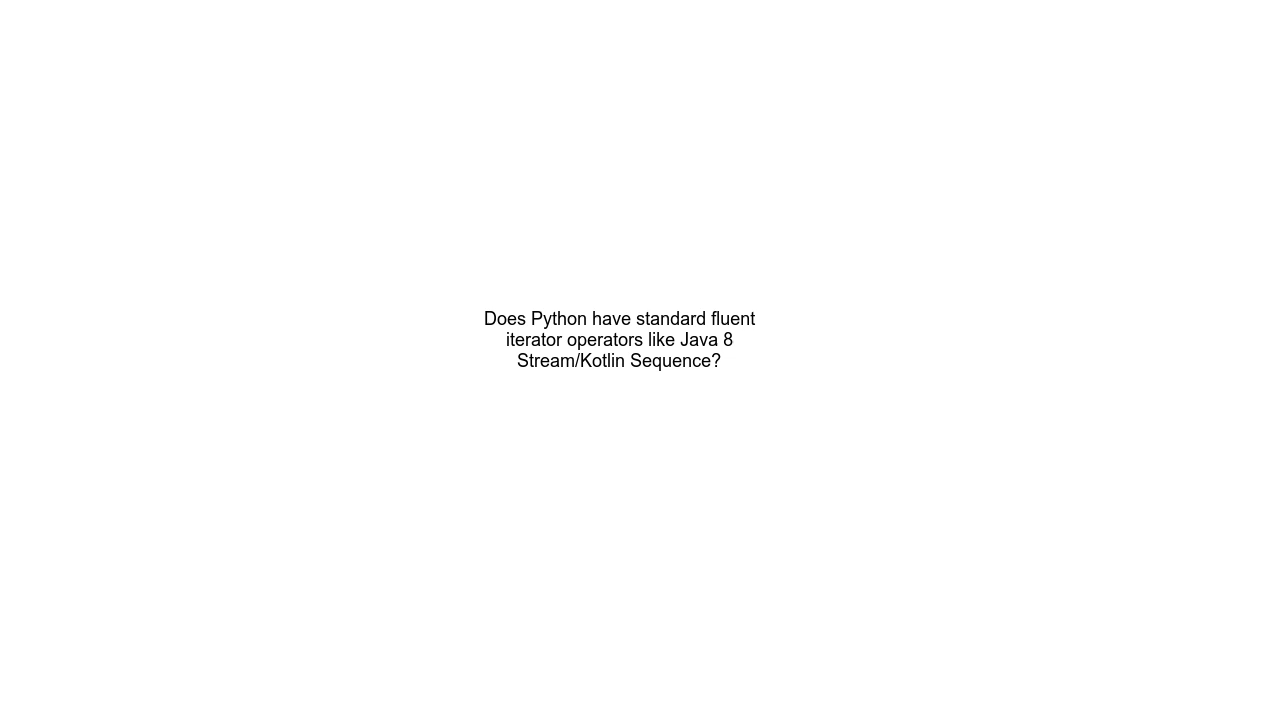 Does Python have standard fluent
iterator operators like Java 8
Stream/Kotlin Sequence?